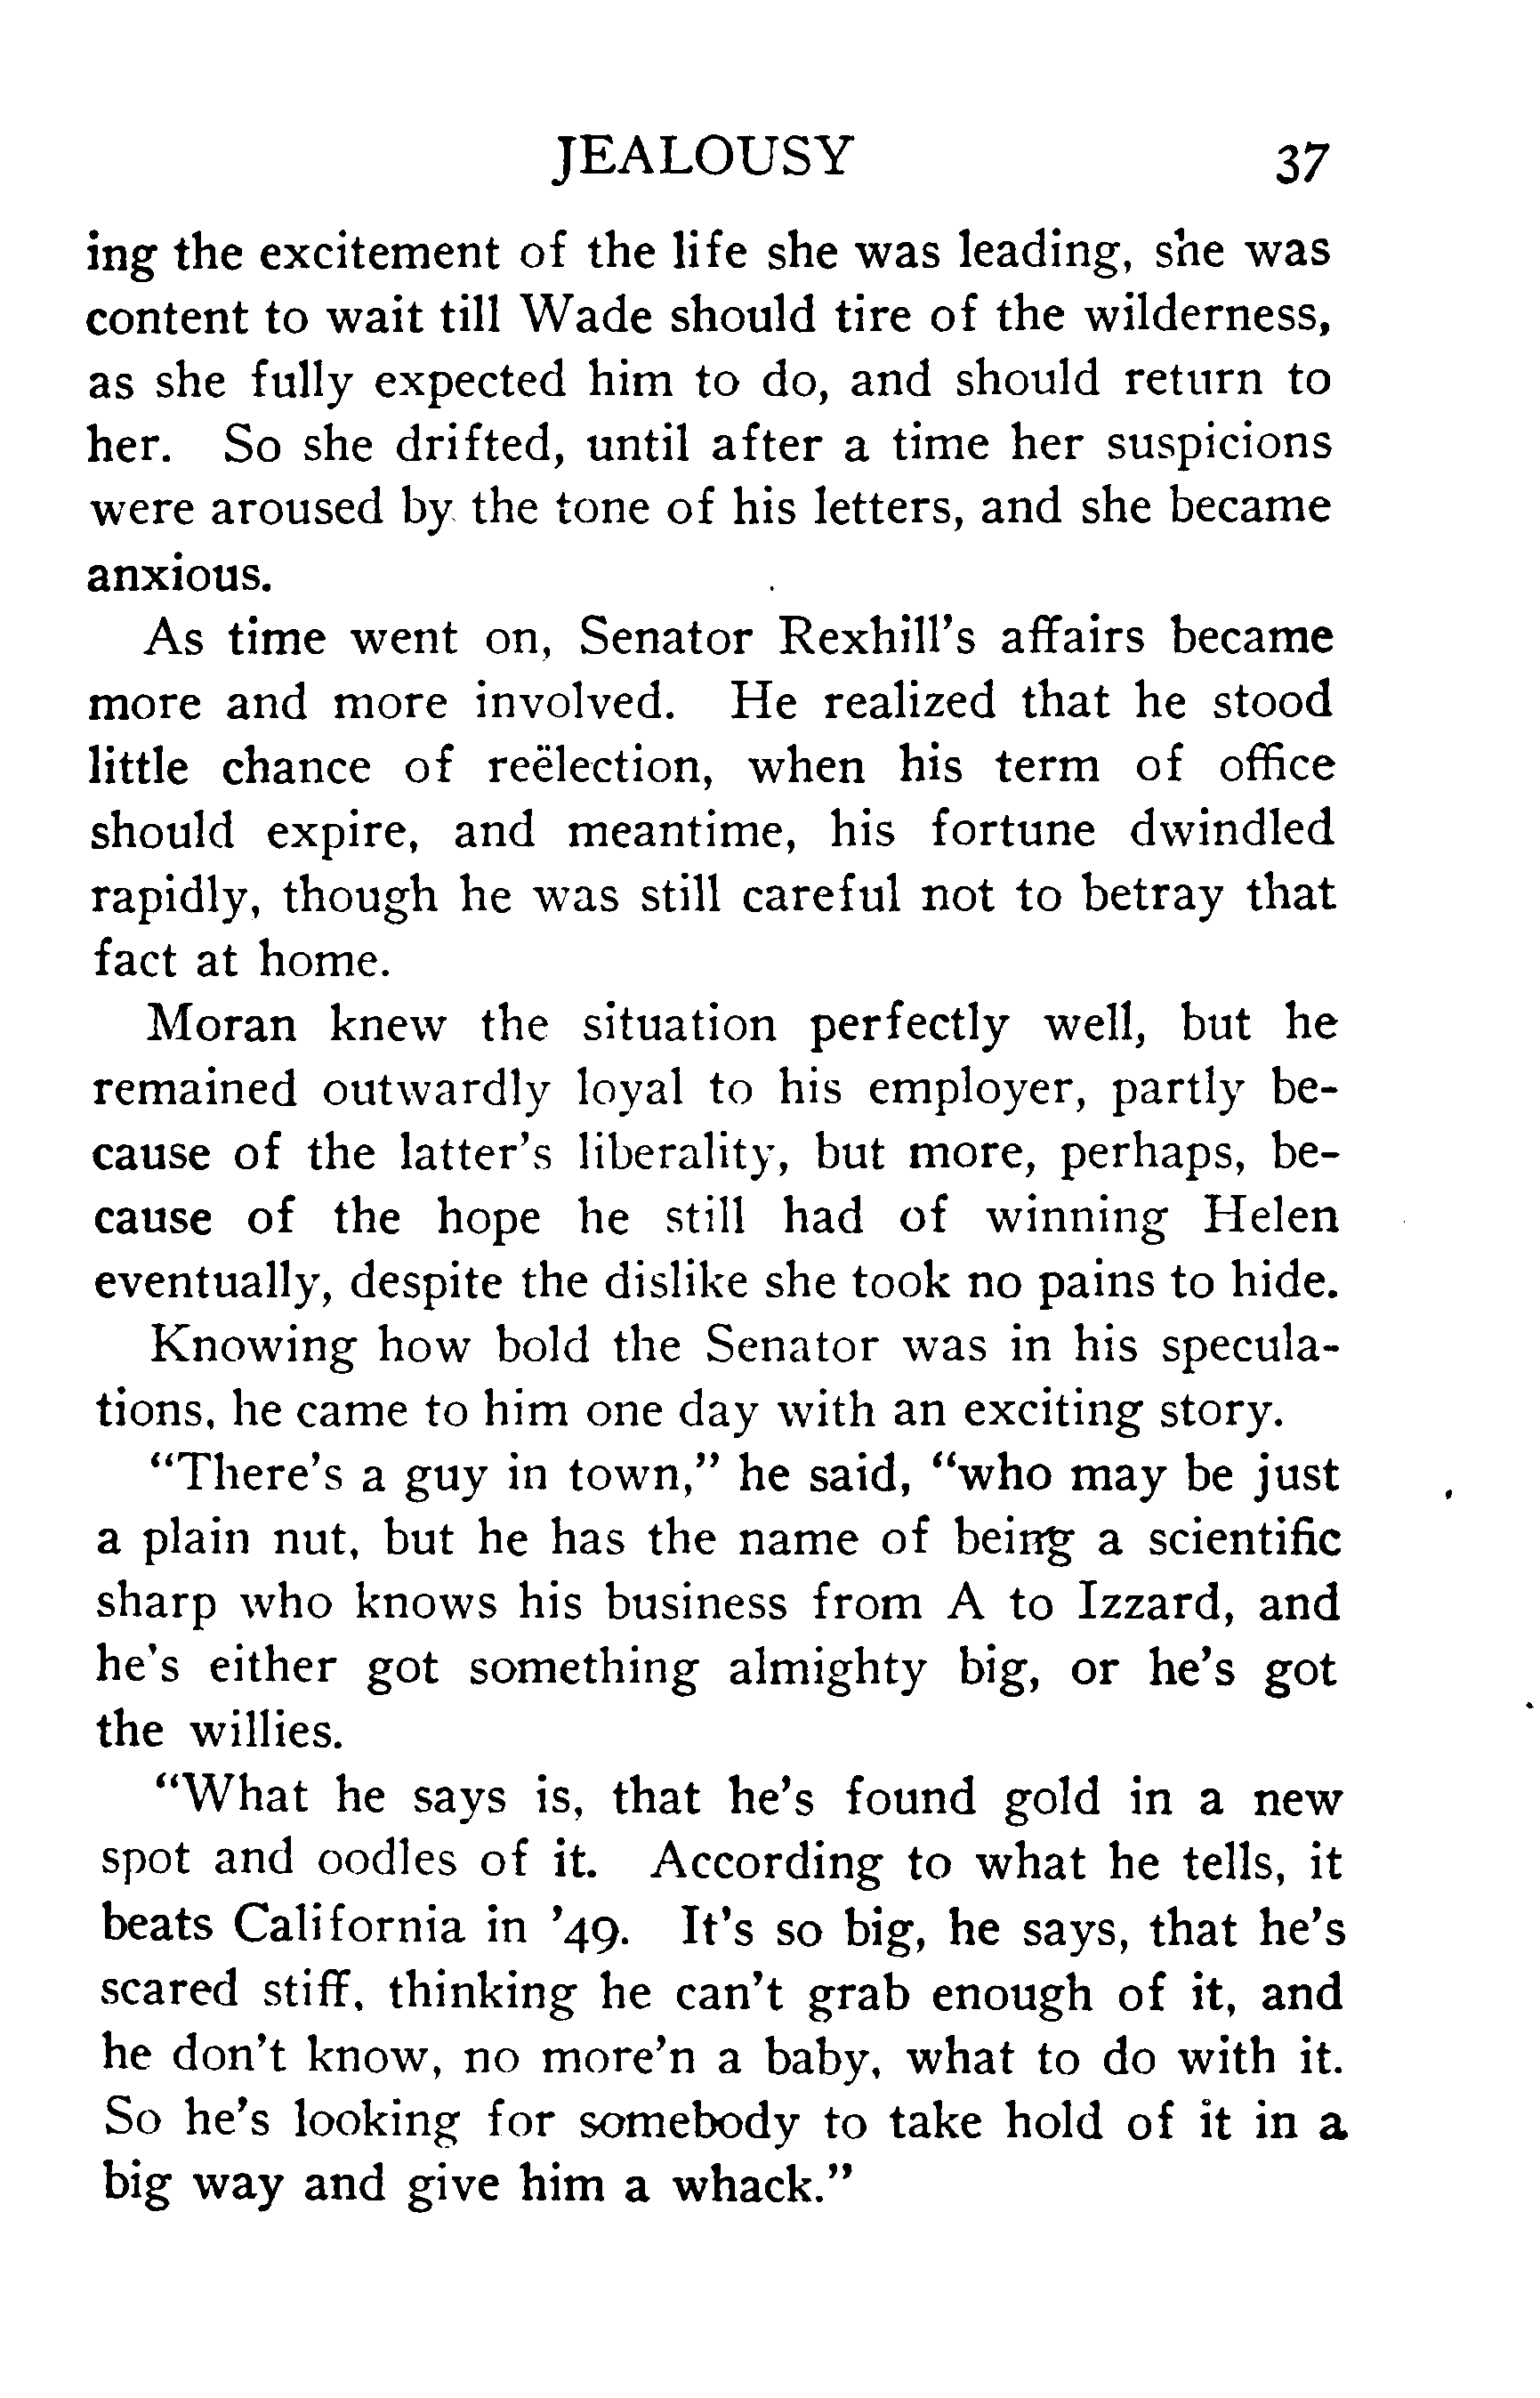 JEALOUSY 37
ing the excitement of the life she was leading, she was
content to wait till Wade should tire of the wilderness,
as she fully expected him to do, and should return to
her. So she drifted, until after a time her suspicions
were aroused by the tone of his letters, and she became
anxious.
As time went on, Senator Rexhill's affairs became
more and more involved. He realized that he stood
little chance of reëlection, when his term of office
should expire, and meantime, his fortune dwindled
rapidly, though he was still careful not to betray that
fact at home.
Moran knew the situation perfectly well, but he
remained outwardly loyal to his employer, partly be-
cause of the latter's liberality, but more, perhaps, be-
cause of the hope he still had of winning Helen
eventually, despite the dislike she took no pains to hide.
Knowing how bold the Senator was in his specula-
tions, he came to him one day with an exciting story.
"There's a guy in town," he said, "who may be just
a plain nut, but he has the name of being a scientific
sharp who knows his business from A to Izzard, and
he's either got something almighty big, or he's got
the willies.
"What he says is, that he's found gold in a new
spot and oodles of it. According to what he tells, it
beats California in '49. It's so big, he says, that he's
scared stiff, thinking he can't grab enough of it, and
he don't know, no more'n a baby, what to do with it.
So he's looking for somebody to take hold of it in a
big way and give him a whack."